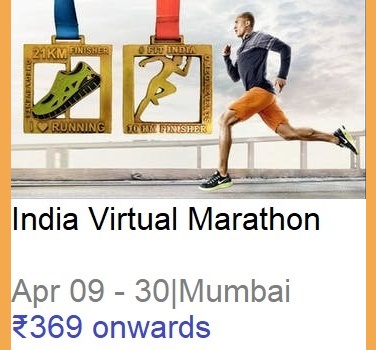 21KM FINISHER
I ♥ RUNNING
FIT INDIA
10 KM FINISHER
India Virtual Marathon
Apr 09 - 30|Mumbai
₹369 onwards